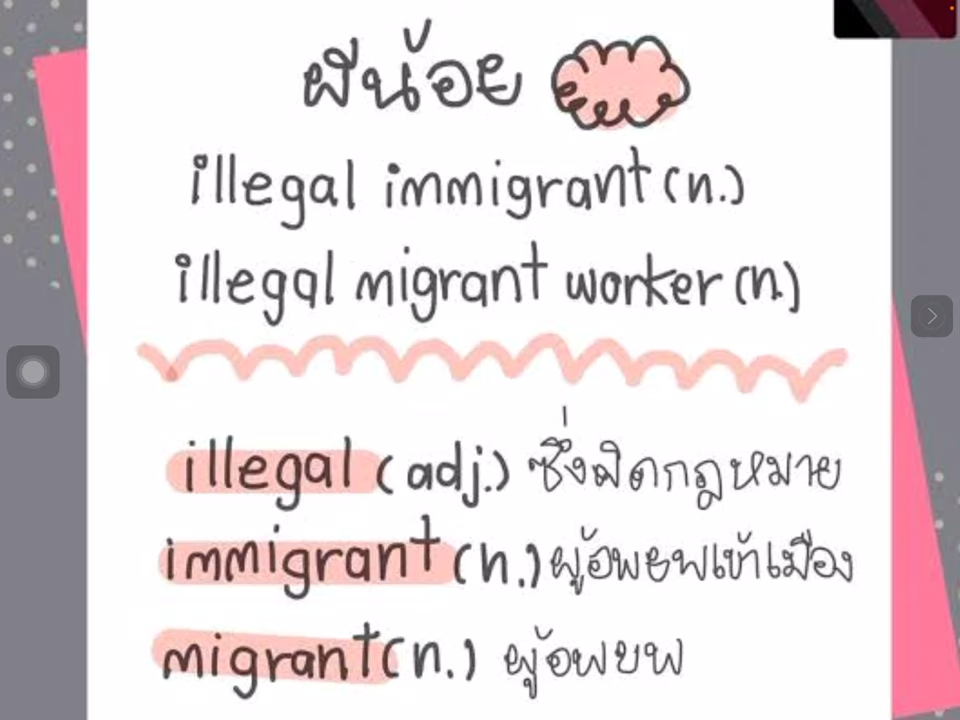 ผีน้อย
illegal immigrant (n.)
illegal migrant worker (n.)
illegal (adj.) ซึ่งผิดกฎหมาย
immigrant (n.) ผู้อพยพเข้าเมือง
migrant (n.) ผู้อพยพ